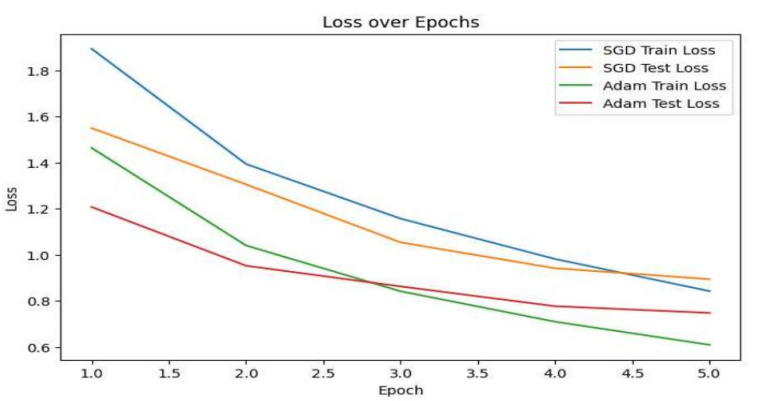 Loss over Epochs
SGD Train Loss
SGD Test Loss
Adam Train Loss
Adam Test Loss
Loss
1.8
1.6
1.4
1.2
1.0
0.8
0.6
1.0 1.5 2.0 2.5 3.0 3.5 4.0 4.5 5.0
Epoch